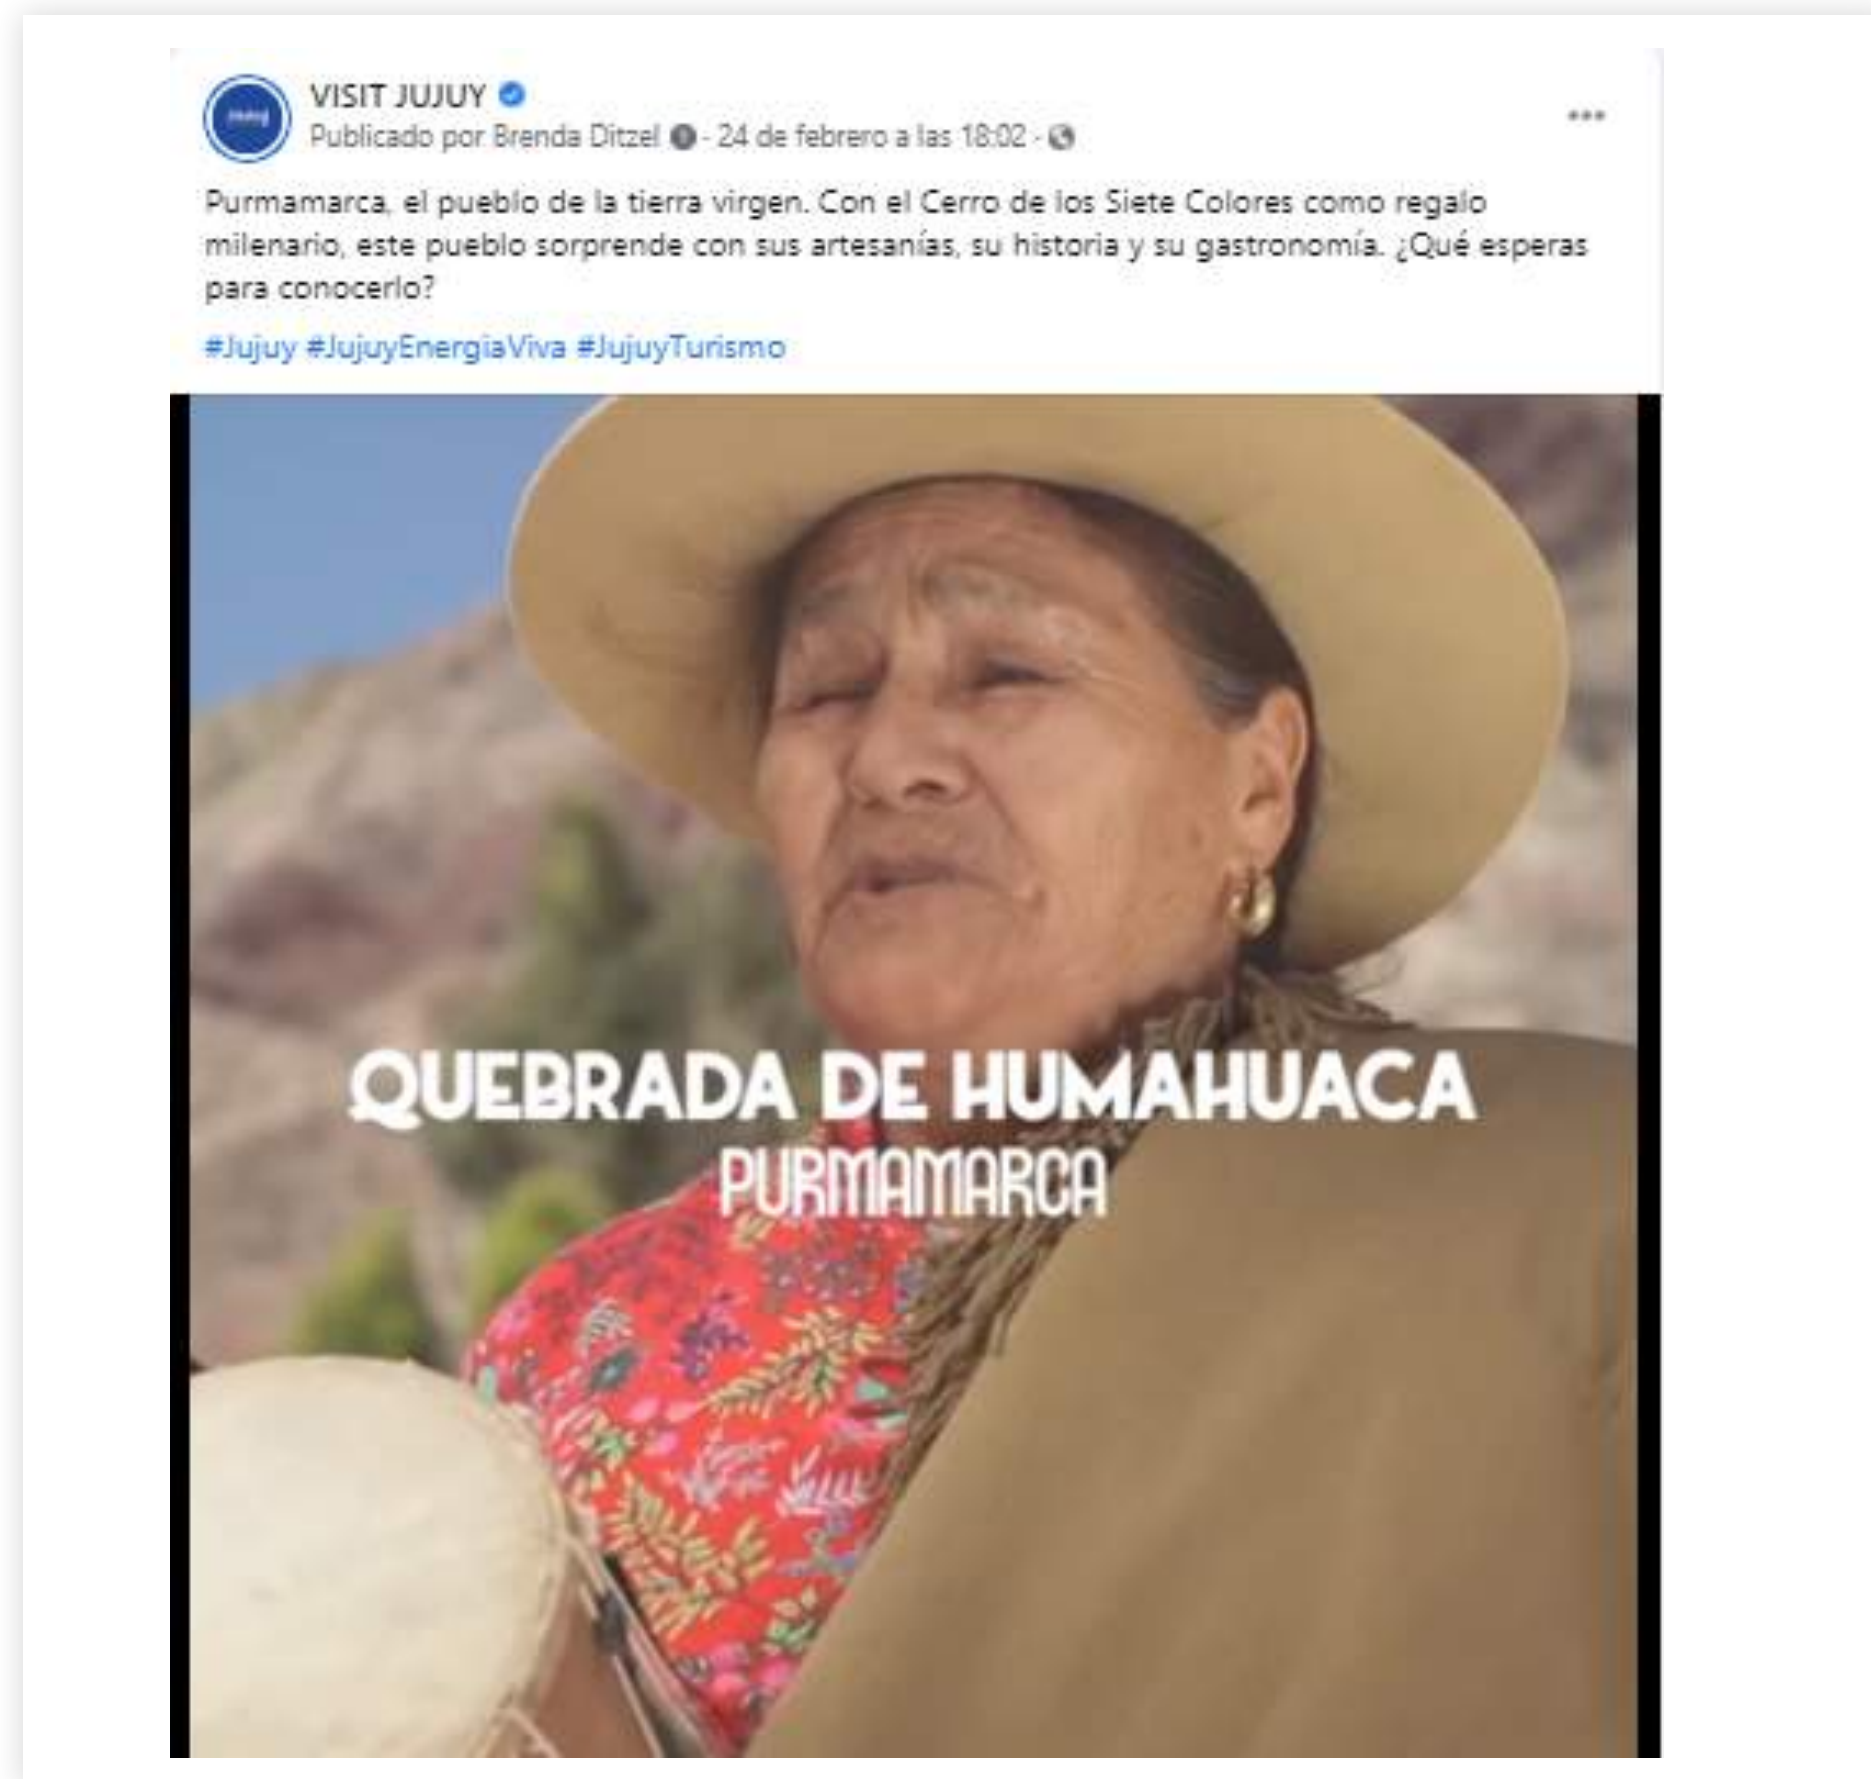 VISIT JUJUY
Publicado por Brenda Ditzel · 24 de febrero a las 18:02 ·
Purmamarca, el pueblo de la tierra virgen. Con el Cerro de los Siete Colores como regalo
milenario, este pueblo sorprende con sus artesanías, su historia y su gastronomía. ¿Qué esperas
para conocerlo?
#Jujuy #JujuyEnergiaViva #JujuyTurismo
QUEBRADA DE HUMAHUACA
PURMAMARCA